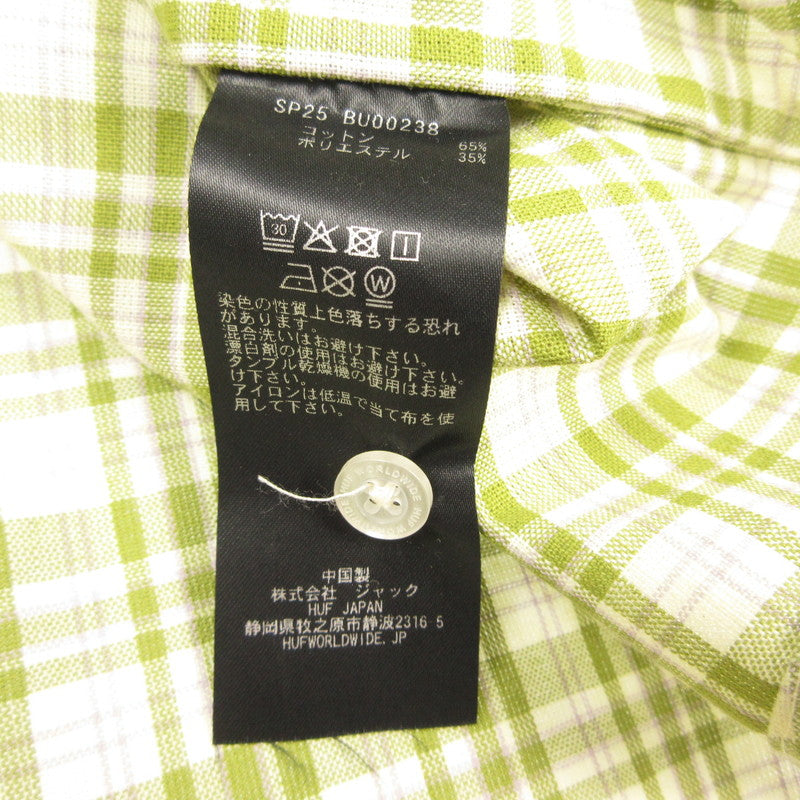 SP25 BU00238
コットン 65%
ポリエステル 35%
30
W
染色の性質上色落ちする恐れ
があります。
混合洗いはお避け下さい。
漂白剤の使用はお避け下さい。
タンブル乾燥機の使用はお避
け下さい。
アイロンは低温で当て布を使
用して下さい。
WORLDWIDE HUF
中国製
株式会社 ジャック
HUF JAPAN
静岡県牧之原市静波2316-5
HUFWORLDWIDE.JP